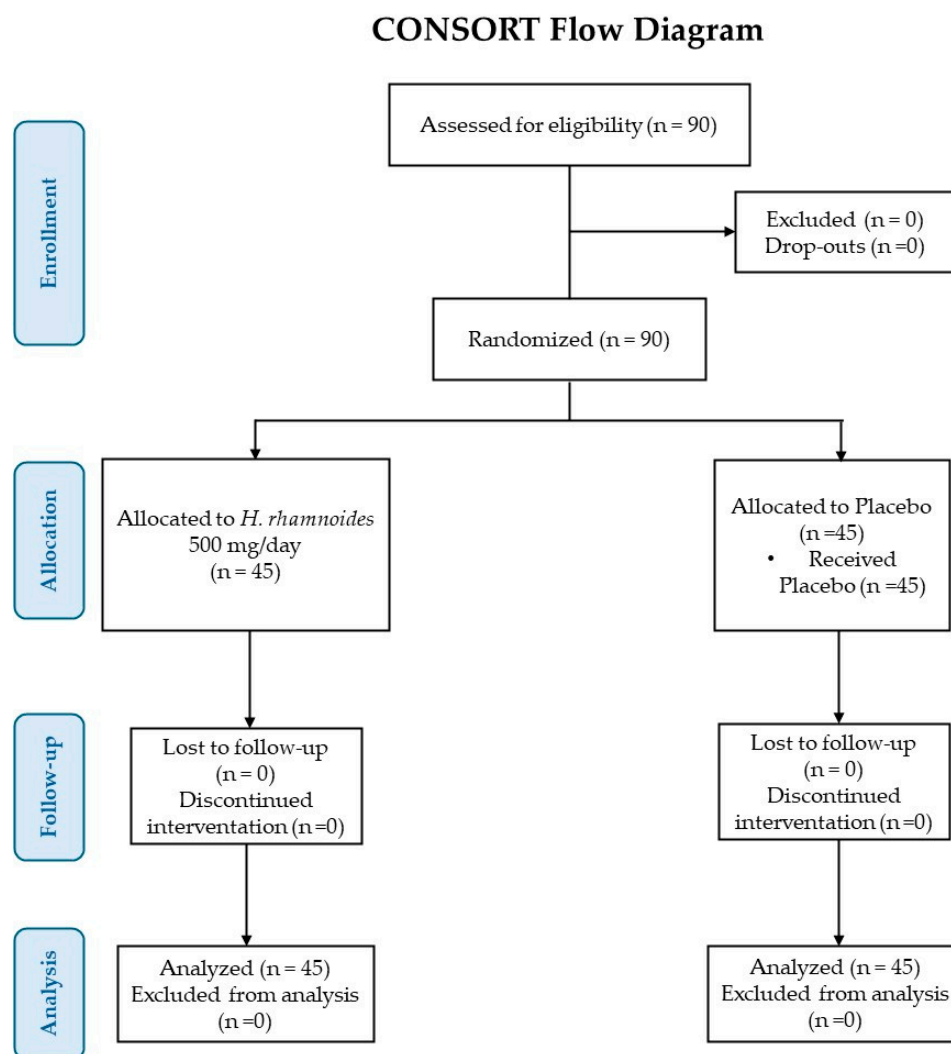 CONSORT Flow Diagram
Enrollment
Assessed for eligibility (n = 90)
Excluded (n = 0)
Drop-outs (n =0)
Randomized (n = 90)
Allocation
Allocated to H. rhamnoides
500 mg/day
(n = 45)
Allocated to Placebo
(n =45)
• Received
Placebo (n =45)
Follow-up
Lost to follow-up
(n = 0)
Discontinued
interventation (n =0)
Lost to follow-up
(n = 0)
Discontinued
interventation (n =0)
Analysis
Analyzed (n = 45)
Excluded from analysis
(n =0)
Analyzed (n = 45)
Excluded from analysis
(n =0)